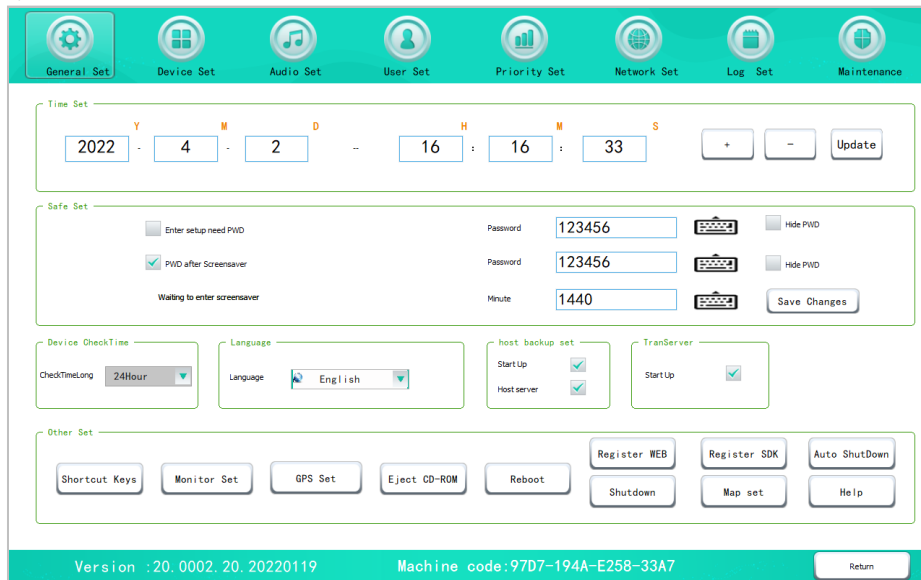 General Set Device Set Audio Set User Set Priority Set Network Set Log Set Maintenance
Time Set
Y M D H M S
2022 - 4 - 2 -- 16 : 16 : 33 + - Update
Safe Set
Enter setup need PWD Password 123456 Hide PWD
PWD after Screensaver Password 123456 Hide PWD
Waiting to enter screensaver Minute 1440 Save Changes
Device CheckTime Language host backup set TranServer
CheckTimeLong 24Hour Language English Start Up Start Up
Host server
Other Set
Register WEB Register SDK Auto ShutDown
Shortcut Keys Monitor Set GPS Set Eject CD-ROM Reboot
Shutdown Map set Help
Version :20.0002.20.20220119 Machine code:97D7-194A-E258-33A7 Return